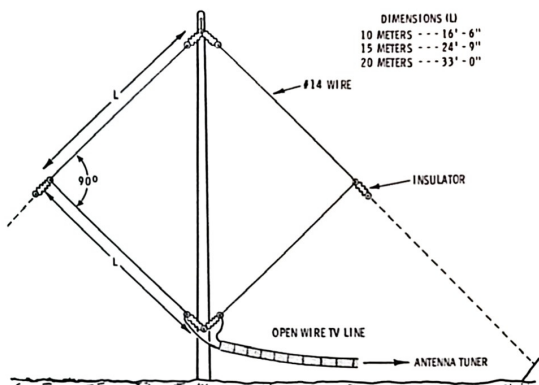 DIMENSIONS (L)
10 METERS --- 16'-6"
15 METERS --- 24'-9"
20 METERS --- 33'-0"
#14 WIRE
L
90°
INSULATOR
L
OPEN WIRE TV LINE
ANTENNA TUNER